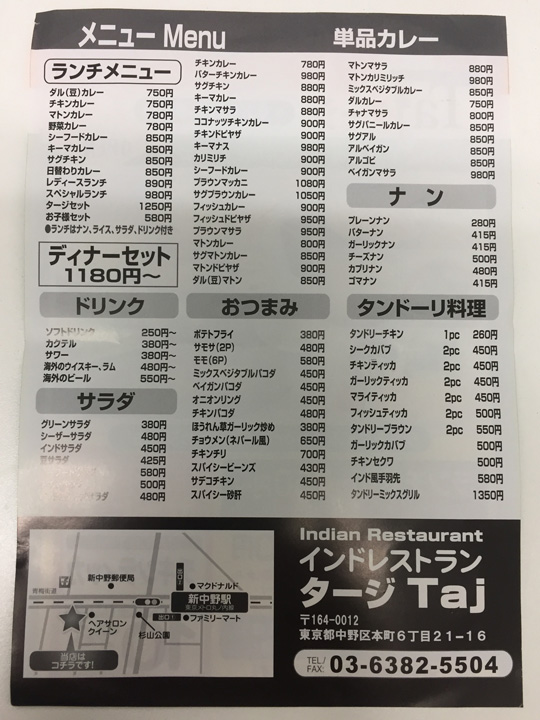 メニュー Menu
ランチメニュー
ダル(豆)カレー 750円
チキンカレー 750円
マトンカレー 780円
野菜カレー 780円
シーフードカレー 850円
キーマカレー 850円
サグチキン 850円
日替わりカレー 850円
レディースランチ 890円
スペシャルランチ 980円
タージセット 1250円
お子様セット 580円
●ランチはナン、ライス、サラダ、ドリンク付き
ディナーセット
1180円〜
ドリンク
ソフトドリンク 250円〜
カクテル 380円〜
サワー 380円〜
海外のウイスキー、ラム 480円〜
海外のビール 550円〜
サラダ
グリーンサラダ 380円
シーザーサラダ 480円
インドサラダ 450円
サラダ 425円
580円
500円
480円
単品カレー
チキンカレー 780円
バターチキンカレー 980円
サグチキン 880円
キーマカレー 880円
チキンマサラ 880円
ココナッツチキンカレー 900円
チキンドピヤザ 900円
キーマナス 980円
カリミリチ 900円
シーフードカレー 900円
ブラウンマッカニ 1080円
サグブラウンカレー 1050円
フィッシュカレー 900円
フィッシュドピヤザ 950円
ブラウンマサラ 950円
マトンカレー 800円
サグマトンカレー 850円
マトンドピヤザ 900円
ダル(豆)マトン 850円
マトンマサラ 880円
マトンカリミリッチ 980円
ミックスベジタブルカレー 850円
ダルカレー 750円
チャナマサラ 800円
サグパニールカレー 850円
サグアル 850円
アルベイガン 850円
アルゴビ 850円
ベイガンマサラ 980円
ナン
プレーンナン 280円
バターナン 415円
ガーリックナン 415円
チーズナン 500円
カブリナン 480円
ゴマナン 415円
おつまみ
ポテトフライ 380円
サモサ(2P) 480円
モモ(6P) 580円
ミックスベジタブルパコダ 450円
ベイガンパコダ 450円
オニオンリング 450円
チキンパコダ 480円
ほうれん草ガーリック炒め 380円
チョウメン(ネパール風) 650円
チキンチリ 700円
スパイシービーンズ 430円
サデコチキン 450円
スパイシー砂肝 450円
タンドーリ料理
タンドリーチキン 1pc 260円
シークカバブ 2pc 450円
チキンティッカ 2pc 450円
ガーリックティッカ 2pc 450円
マライティッカ 2pc 450円
フィッシュティッカ 2pc 500円
タンドリーブラウン 2pc 550円
ガーリックカバブ 500円
チキンセクワ 500円
インド風手羽先 580円
タンドリーミックスグリル 1350円
青梅街道
新中野郵便局
出口
マクドナルド
新中野駅
東京メトロ丸ノ内線
出口1
ファミリーマート
ヘアサロン
クイーン
杉山公園
当店は
コチラです!
Indian Restaurant
インドレストラン
タージ Taj
〒164-0012
東京都中野区本町6丁目21-16
TEL/FAX: 03-6382-5504